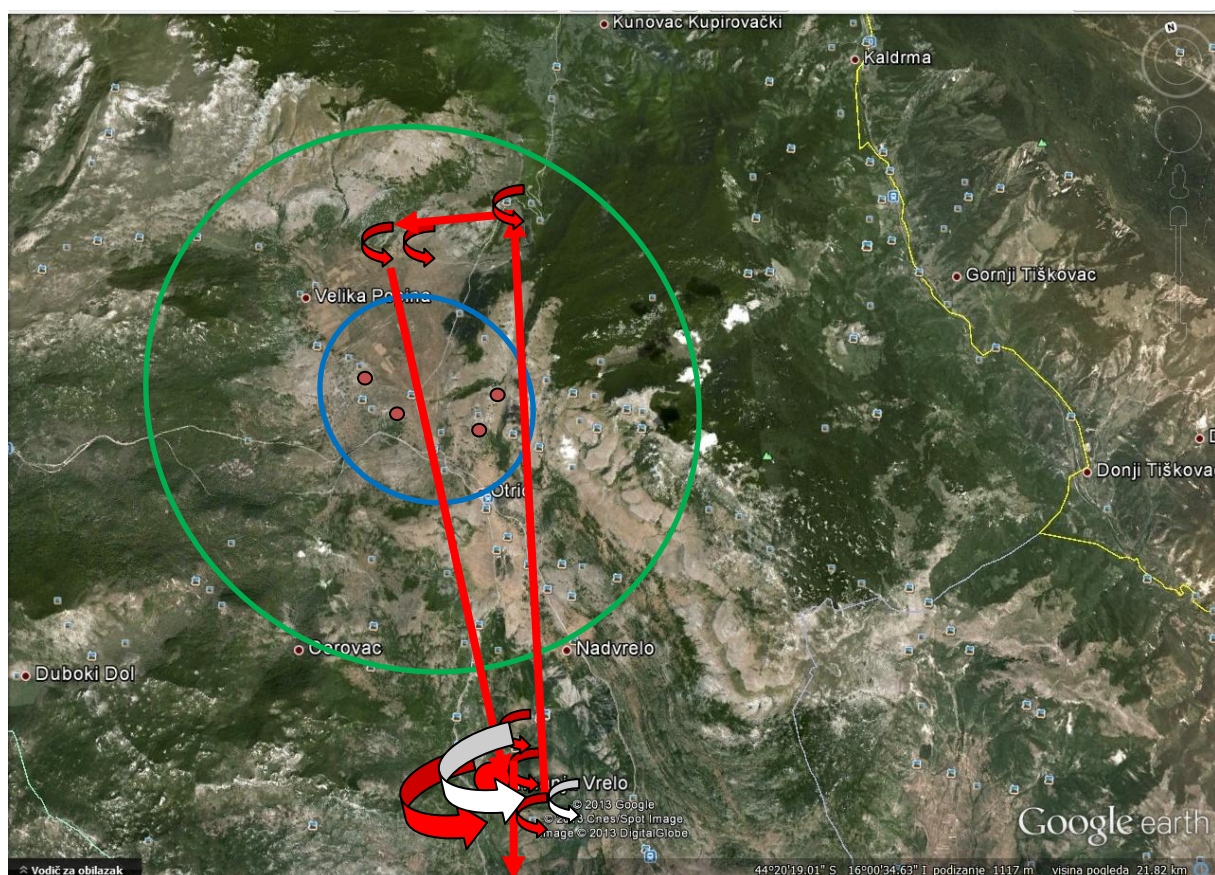 Kunovac Kupirovački
N
Kaldrma
Gornji Tiškovac
Velika Popina
D
Donji Tiškovac
Otrić
Nadvrelo
Duboki Dol
Vrelo
© 2013 Google
© 2013 Cnes/Spot Image
Image © 2013 DigitalGlobe
Google earth
Vodič za obilazak
44°20'19.01" S 16°00'34.63" I podizanje 1117 m visina pogleda 21.82 km